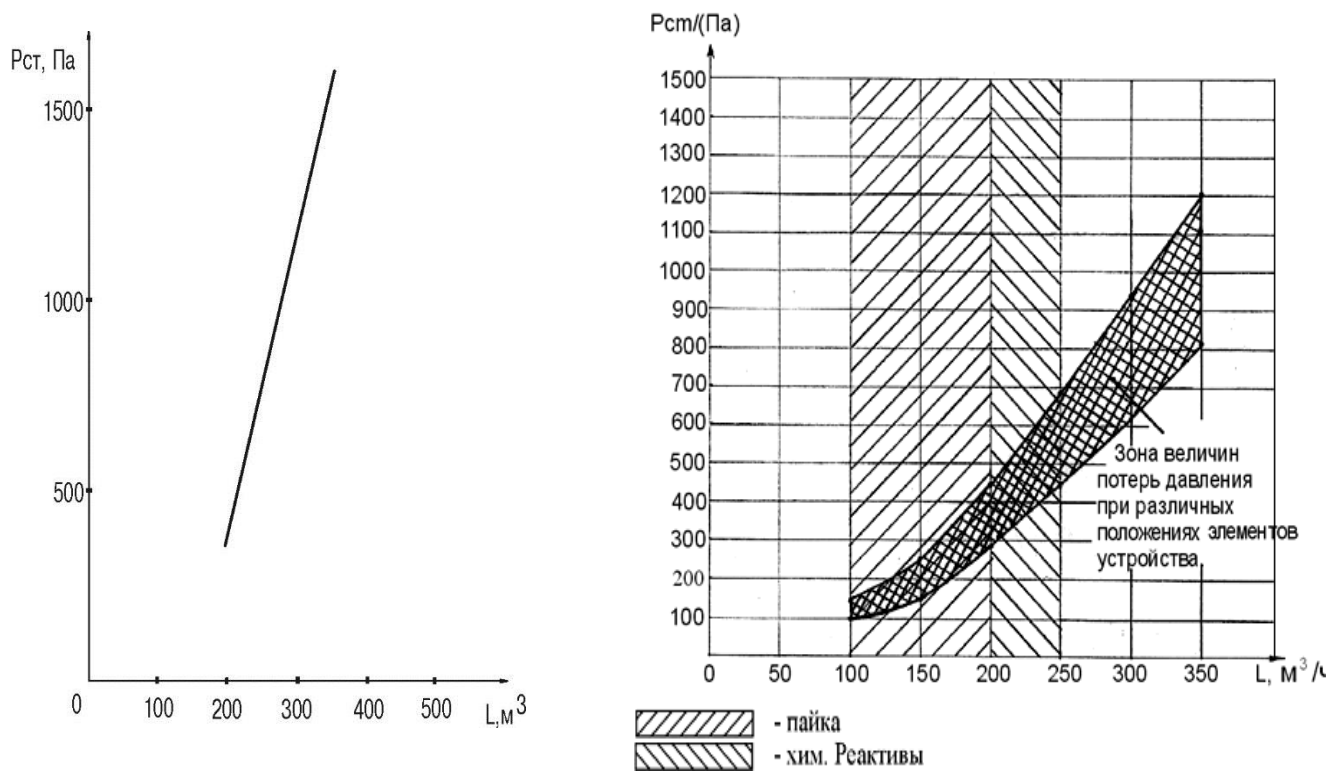 Рст, Па
1500
1000
500
0
100
200
300
400
500
L,м³
Рст/(Па)
1500
1400
1300
1200
1100
1000
900
800
700
600
500
400
300
200
100
0
50
100
150
200
250
300
350
L, м³/ч
Зона величин
потерь давления
при различных
положениях элементов
устройства
- пайка
- хим. Реактивы